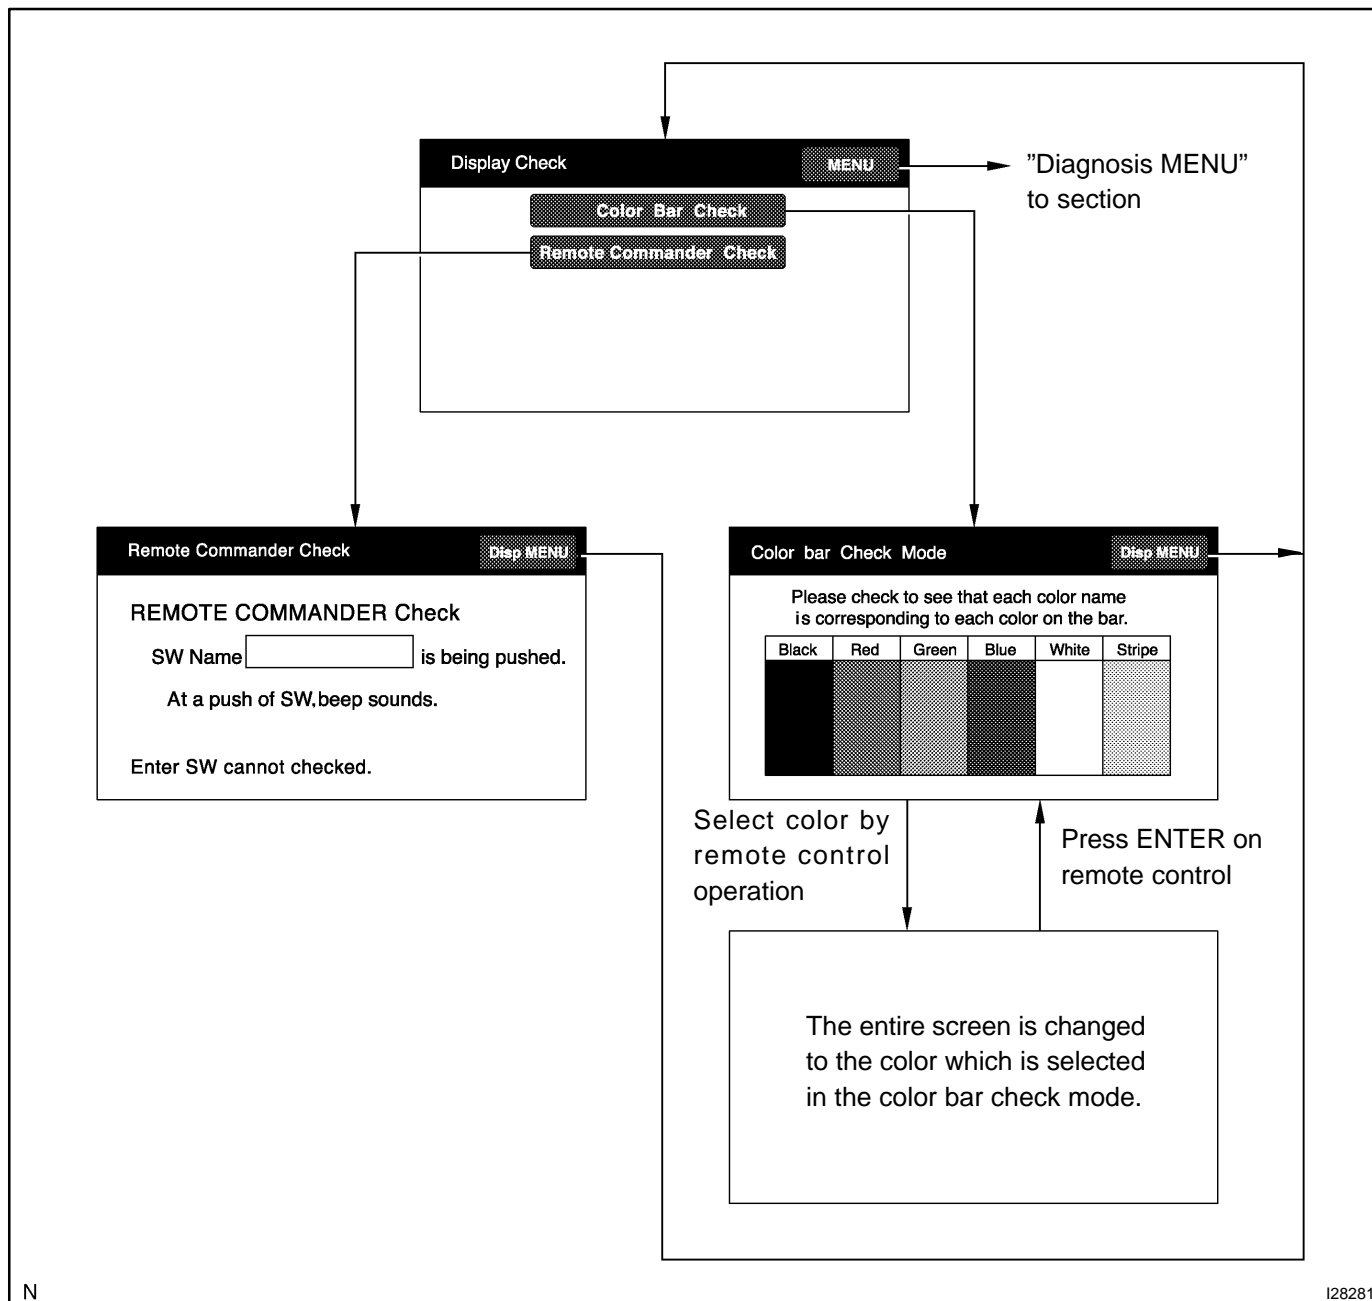 Display Check
MENU
”Diagnosis MENU”
to section
Color Bar Check
Remote Commander Check
Remote Commander Check
Disp MENU
REMOTE COMMANDER Check
SW Name is being pushed.
At a push of SW,beep sounds.
Enter SW cannot checked.
Color bar Check Mode
Disp MENU
Please check to see that each color name
is corresponding to each color on the bar.
Black Red Green Blue White Stripe
Select color by
remote control
operation
Press ENTER on
remote control
The entire screen is changed
to the color which is selected
in the color bar check mode.
N
I28281